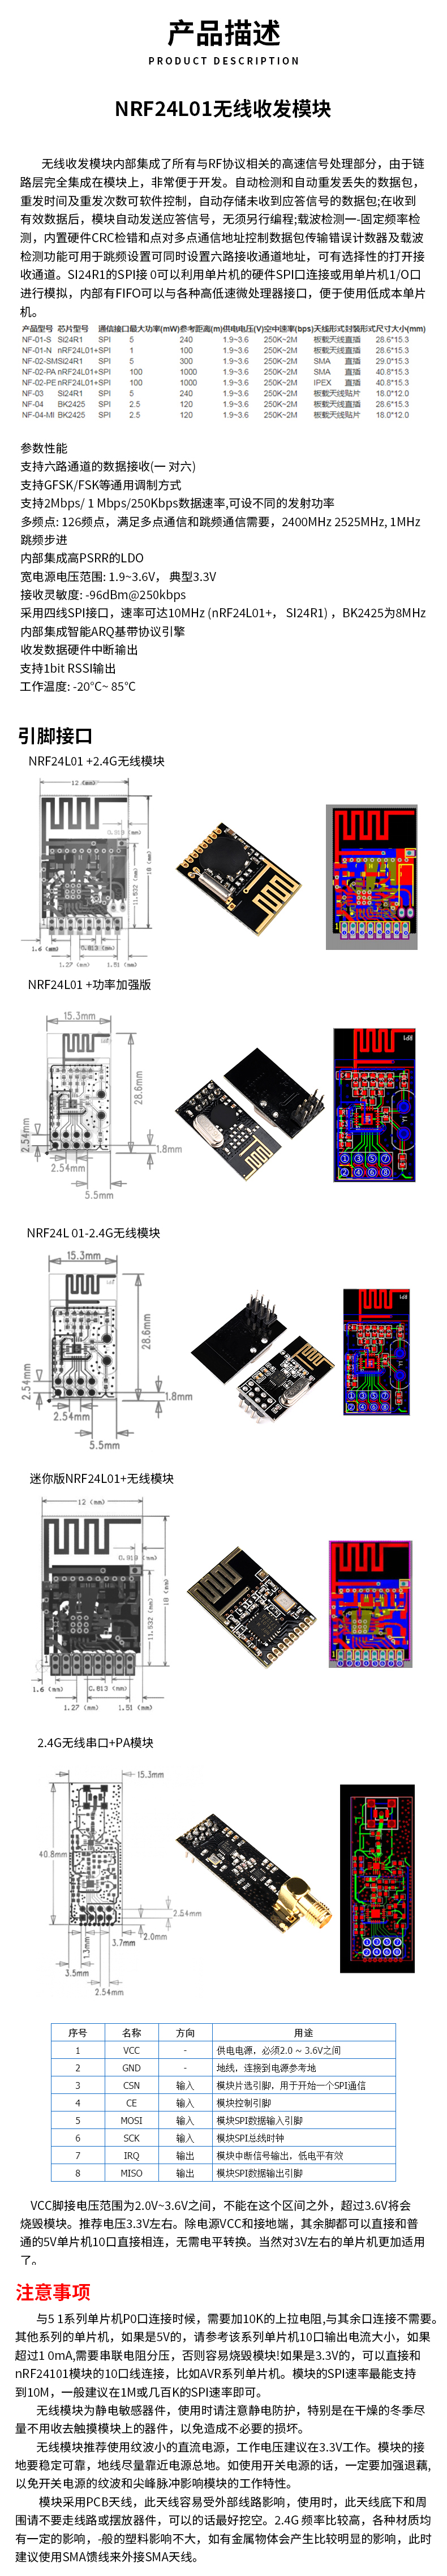 产品描述
PRODUCT DESCRIPTION
NRF24L01无线收发模块
无线收发模块内部集成了所有与RF协议相关的高速信号处理部分，由于链
路层完全集成在模块上，非常便于开发。自动检测和自动重发丢失的数据包，
重发时间及重发次数可软件控制，自动存储未收到应答信号的数据包;在收到
有效数据后，模块自动发送应答信号，无须另行编程;载波检测一-固定频率检
测，内置硬件CRC检错和点对多点通信地址控制数据包传输错误计数器及载波
检测功能可用于跳频设置可同时设置六路接收通道地址，可有选择性的打开接
收通道。SI24R1的SPI接 0可以利用单片机的硬件SPI口连接或用单片机1/O口
进行模拟，内部有FIFO可以与各种高低速微处理器接口，便于使用低成本单片
机。
产品型号 芯片型号 通信接口 最大功率(mW) 参考距离(m) 供电电压(V) 空中速率(bps) 天线形式 封裝形式 尺寸大小(mm)
NF-01-S SI24R1 SPI 5 240 1.9~3.6 250K~2M 板载天线 直插 28.6*15.3
NF-01-N nRF24L01+ SPI 1 100 1.9~3.6 250K~2M 板载天线 直插 28.6*15.3
NF-02-SM SI24R1 SPI 5 300 1.9~3.6 250K~2M SMA 直插 29.0*15.3
NF-02-PA nRF24L01+ SPI 100 1000 1.9~3.6 250K~2M SMA 直插 40.8*15.3
NF-02-PE nRF24L01+ SPI 100 1000 1.9~3.6 250K~2M IPEX 直插 40.8*15.3
NF-03 SI24R1 SPI 5 240 1.9~3.6 250K~2M 板载天线 贴片 18.0*12.0
NF-04 BK2425 SPI 2.5 120 1.9~3.6 250K~2M 板载天线 直插 28.6*15.3
NF-04-MI BK2425 SPI 2.5 120 1.9~3.6 250K~2M 板载天线 贴片 18.0*12.0
参数性能
支持六路通道的数据接收(一 对六)
支持GFSK/FSK等通用调制方式
支持2Mbps/ 1 Mbps/250Kbps数据速率,可设不同的发射功率
多频点: 126频点，满足多点通信和跳频通信需要，2400MHz 2525MHz, 1MHz
跳频步进
内部集成高PSRR的LDO
宽电源电压范围: 1.9~3.6V， 典型3.3V
接收灵敏度: -96dBm@250kbps
采用四线SPI接口，速率可达10MHz (nRF24L01+， SI24R1) ，BK2425为8MHz
内部集成智能ARQ基带协议引擎
收发数据硬件中断输出
支持1bit RSSI输出
工作温度: -20℃~ 85℃
引脚接口
NRF24L01 +2.4G无线模块
12 (mm)
0.919 (mm)
18 (mm)
11.532 (mm)
1.6
0.813 (mm)
1.27 (mm)
1.51 (mm)
NRF24L01 +功率加强版
15.3mm
28.6mm
2.54mm
1.8mm
2.54mm
5.5mm
NRF24L 01-2.4G无线模块
15.3mm
28.6mm
2.54mm
1.8mm
2.54mm
5.5mm
迷你版NRF24L01+无线模块
12 (mm)
0.919 (mm)
18 (mm)
11.532 (mm)
1.6 (mm)
0.813 (mm)
1.27 (mm)
1.51 (mm)
2.4G无线串口+PA模块
15.3mm
40.8mm
2.54mm
2.0mm
3.7mm
1.3mm
3.5mm
2.54mm
序号 名称 方向 用途
1 VCC - 供电电源，必须2.0 ~ 3.6V之间
2 GND - 地线，连接到电源参考地
3 CSN 输入 模块片选引脚，用于开始一个SPI通信
4 CE 输入 模块控制引脚
5 MOSI 输入 模块SPI数据输入引脚
6 SCK 输入 模块SPI总线时钟
7 IRQ 输出 模块中断信号输出，低电平有效
8 MISO 输出 模块SPI数据输出引脚
VCC脚接电压范围为2.0V~3.6V之间，不能在这个区间之外，超过3.6V将会
烧毁模块。推荐电压3.3V左右。除电源VCC和接地端，其余脚都可以直接和普
通的5V单片机10口直接相连，无需电平转换。当然对3V左右的单片机更加适用
了。
注意事项
与5 1系列单片机P0口连接时候，需要加10K的上拉电阻,与其余口连接不需要。
其他系列的单片机，如果是5V的，请参考该系列单片机10口输出电流大小，如果
超过1 0mA,需要串联电阻分压，否则容易烧毁模块!如果是3.3V的，可以直接和
nRF24101模块的10口线连接，比如AVR系列单片机。模块的SPI速率最能支持
到10M，一般建议在1M或几百K的SPI速率即可。
无线模块为静电敏感器件，使用时请注意静电防护，特别是在干燥的冬季尽
量不用收去触摸模块上的器件，以免造成不必要的损坏。
无线模块推荐使用纹波小的直流电源，工作电压建议在3.3V工作。模块的接
地要稳定可靠，地线尽量靠近电源总地。如使用开关电源的话，一定要加强退藕,
以免开关电源的纹波和尖峰脉冲影响模块的工作特性。
模块采用PCB天线，此天线容易受外部线路影响，使用时，此天线底下和周
围请不要走线路或摆放器件，可以的话最好挖空。2.4G 频率比较高，各种材质均
有一定的影响，-般的塑料影响不大，如有金属物体会产生比较明显的影响，此时
建议使用SMA馈线来外接SMA天线。